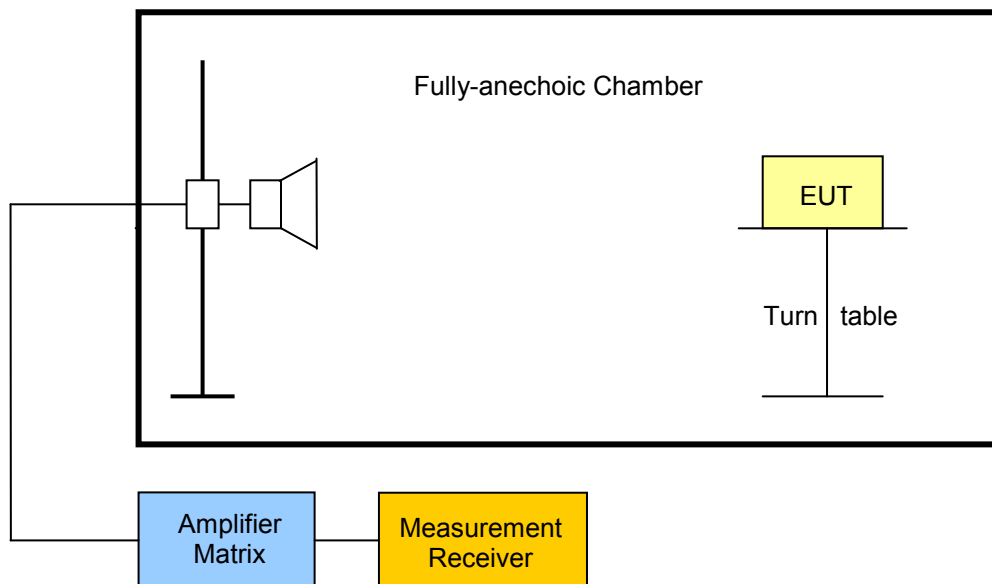 Fully-anechoic Chamber
EUT
Turn table
Amplifier
Matrix
Measurement
Receiver